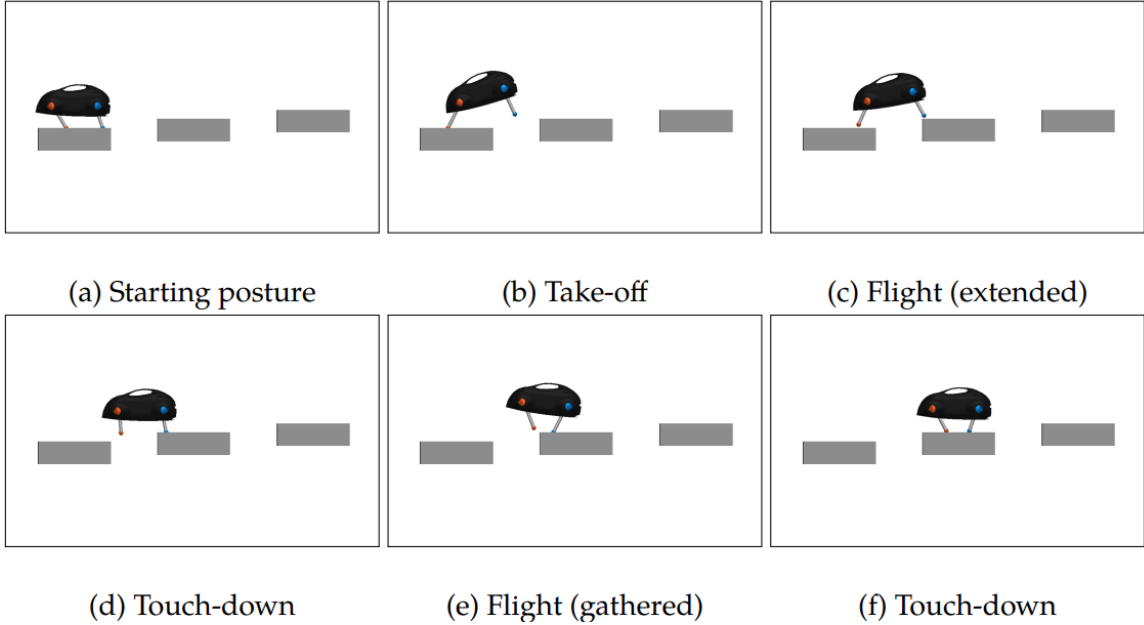 (a) Starting posture
(b) Take-off
(c) Flight (extended)
(d) Touch-down
(e) Flight (gathered)
(f) Touch-down